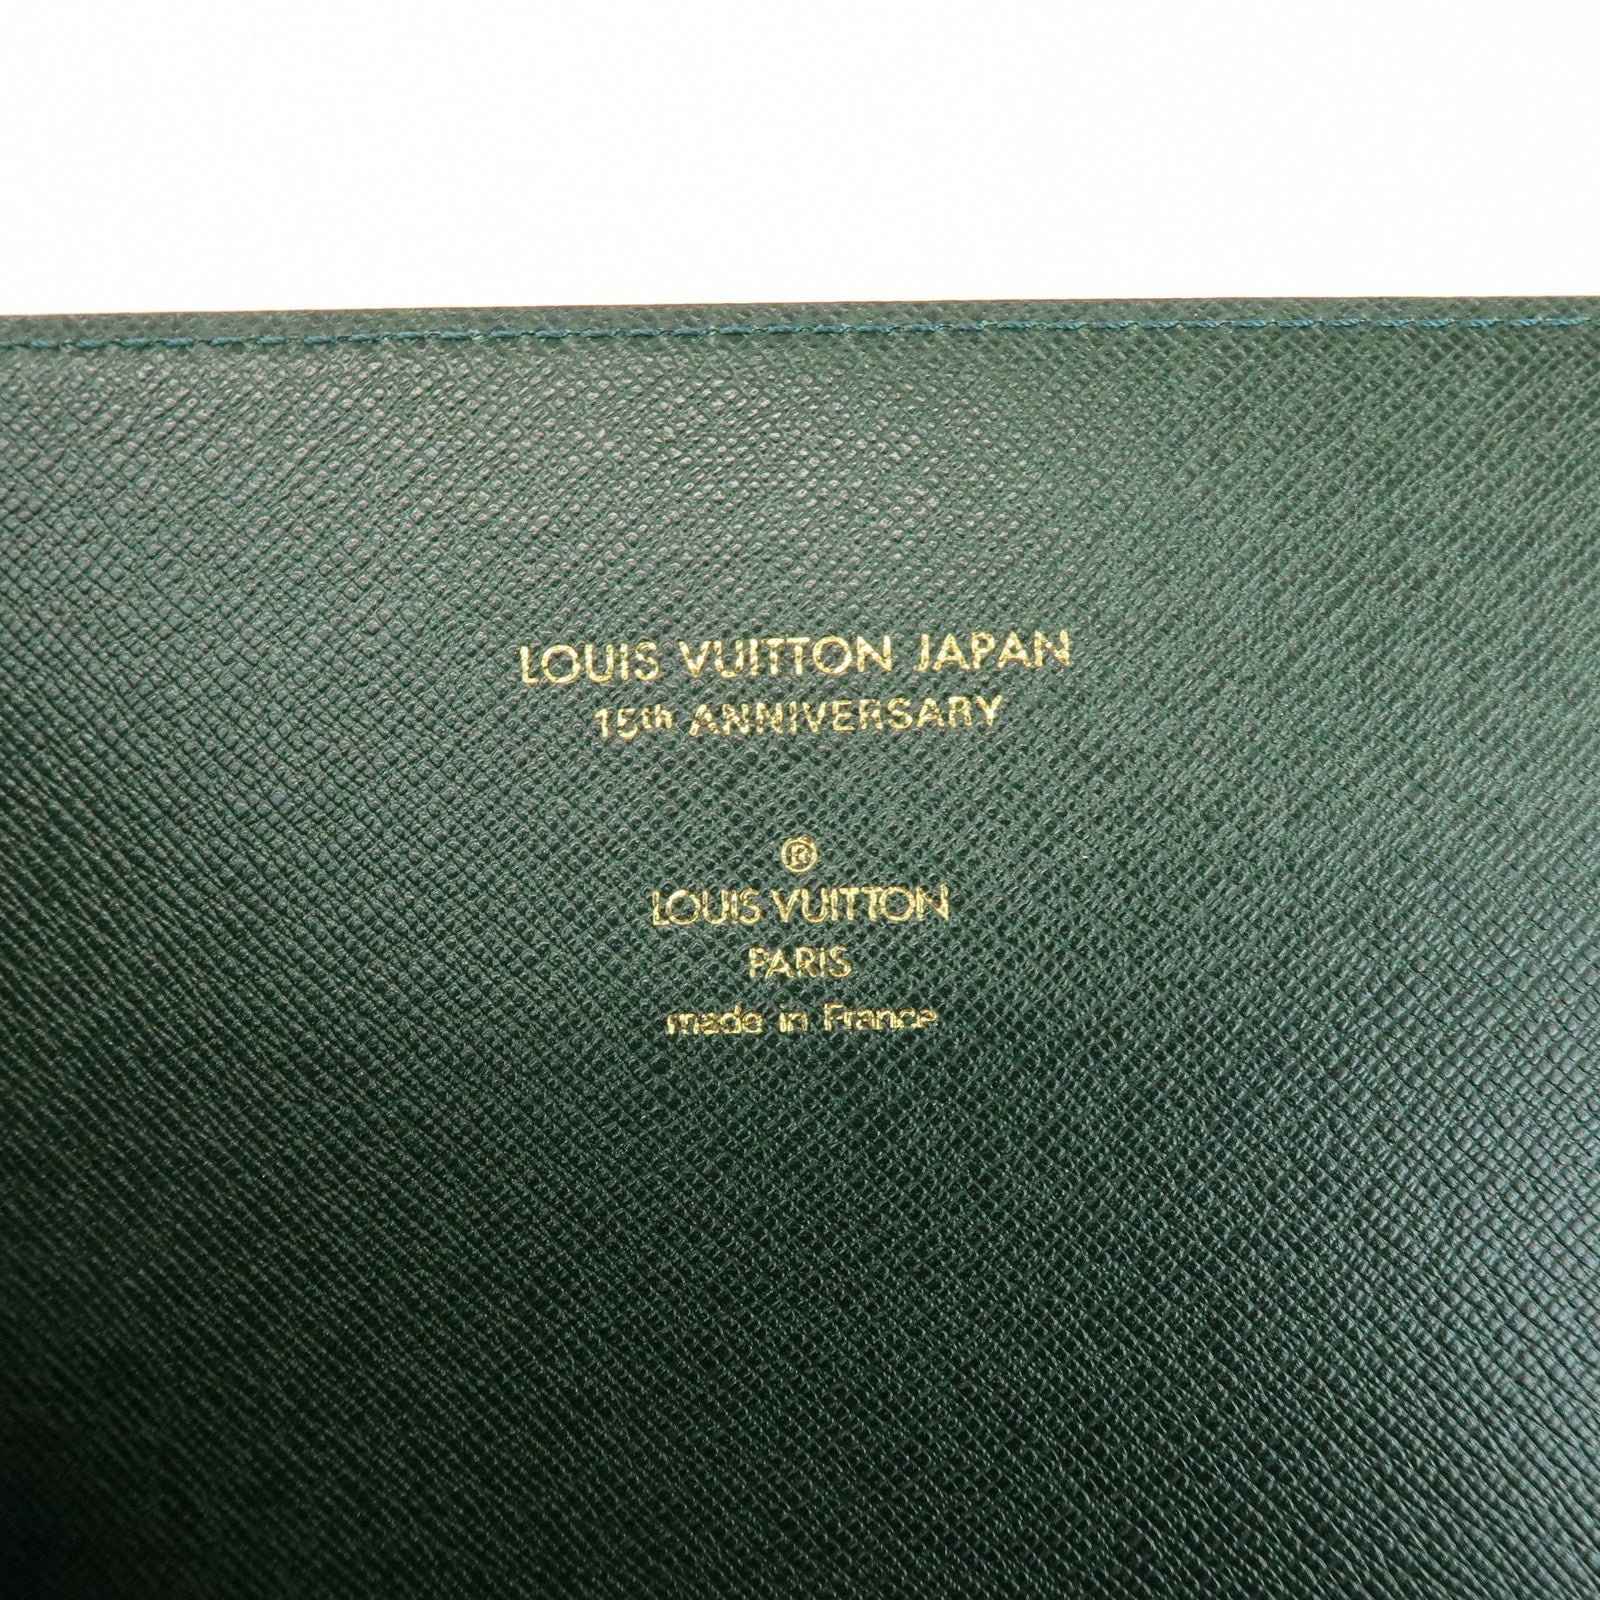 LOUIS VUITTON JAPAN
15th ANNIVERSARY
®
LOUIS VUITTON
PARIS
made in France